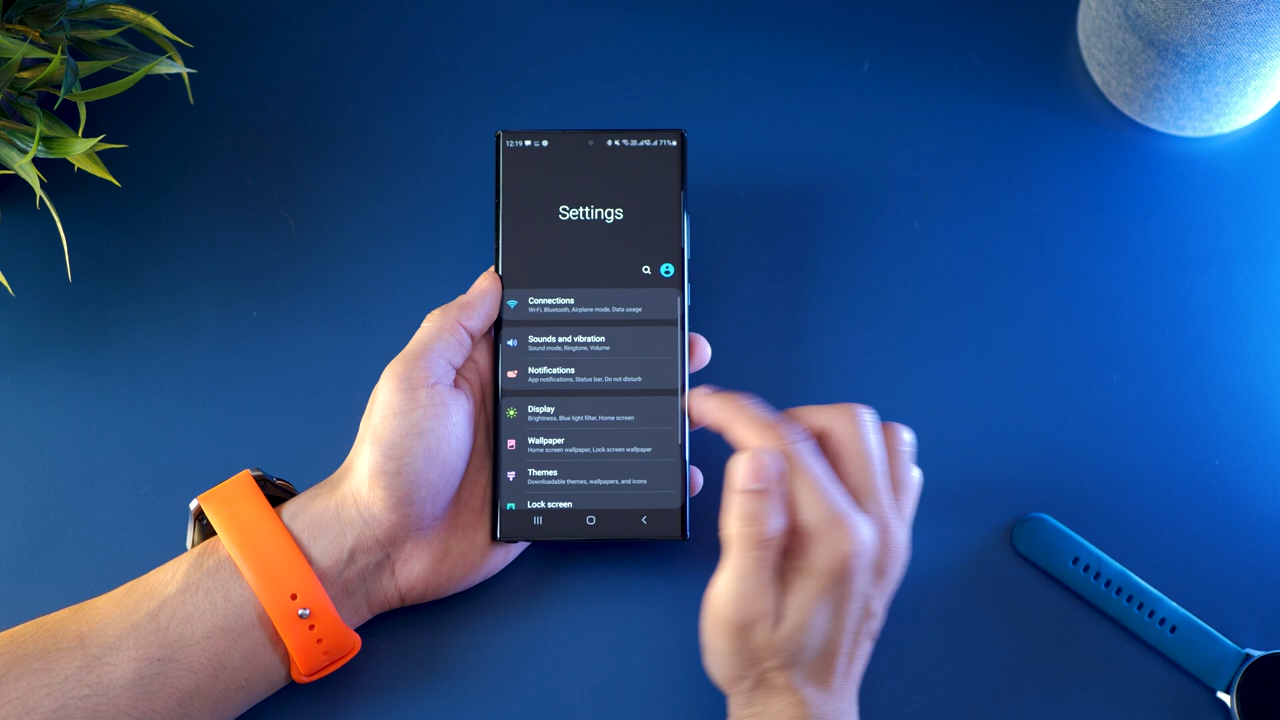 12:19 71%
Settings
Connections
Wi-Fi, Bluetooth, Airplane mode, Data usage
Sounds and vibration
Sound mode, Ringtone, Volume
Notifications
App notifications, Status bar, Do not disturb
Display
Brightness, Blue light filter, Home screen
Wallpaper
Home screen wallpaper, Lock screen wallpaper
Themes
Downloadable themes, wallpapers, and icons
Lock screen